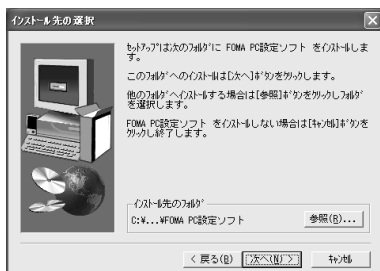 インストール先の選択
セットアップは次のフォルダに FOMA PC設定ソフト をインストールしま
す。
このフォルダへのインストールは[次へ]ボタンをクリックします。
他のフォルダへインストールする場合は[参照]ボタンをクリックしフォルダ
を選択します。
FOMA PC設定ソフト をインストールしない場合は[キャンセル]ボタンを
クリックし終了します。
インストール先のフォルダ
C:¥...¥FOMA PC設定ソフト
参照(R)...
< 戻る(B)
次へ(N) >
キャンセル